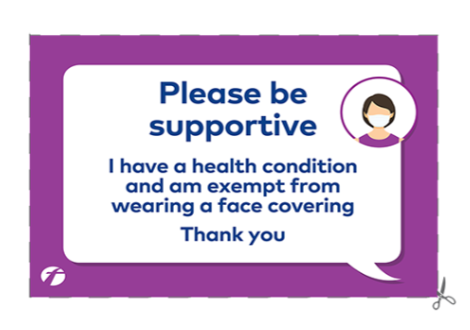 Please be
supportive
I have a health condition
and am exempt from
wearing a face covering
Thank you